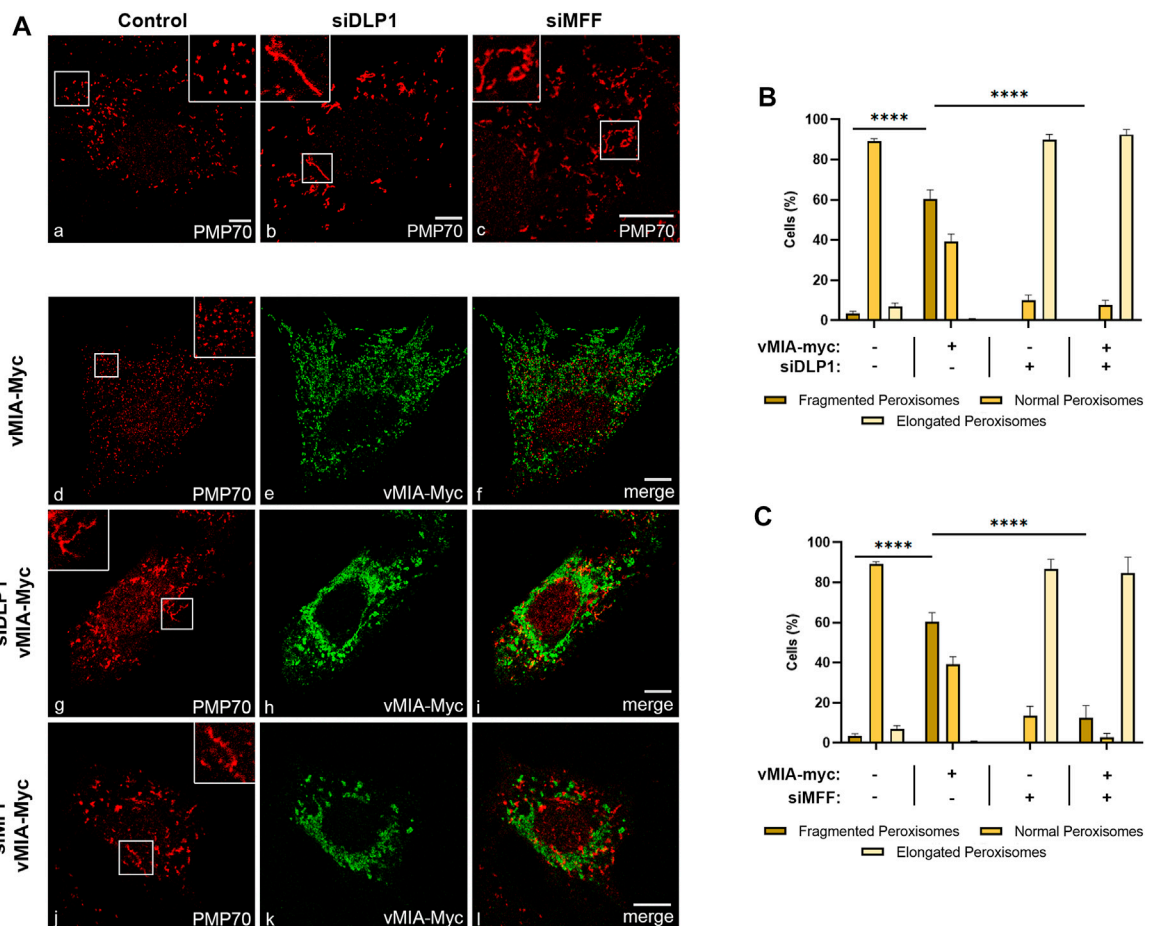 A
Control siDLP1 siMFF
a PMP70 b PMP70 c PMP70
vMIA-Myc
d PMP70 e vMIA-Myc f merge
siDLP1
vMIA-Myc
g PMP70 h vMIA-Myc i merge
siMFF
vMIA-Myc
j PMP70 k vMIA-Myc l merge
B
****
****
100
80
60
40
20
0
Cells (%)
vMIA-myc: - + - +
siDLP1: - - + +
Fragmented Peroxisomes Normal Peroxisomes
Elongated Peroxisomes
C
****
****
100
80
60
40
20
0
Cells (%)
vMIA-myc: - + - +
siMFF: - - + +
Fragmented Peroxisomes Normal Peroxisomes
Elongated Peroxisomes